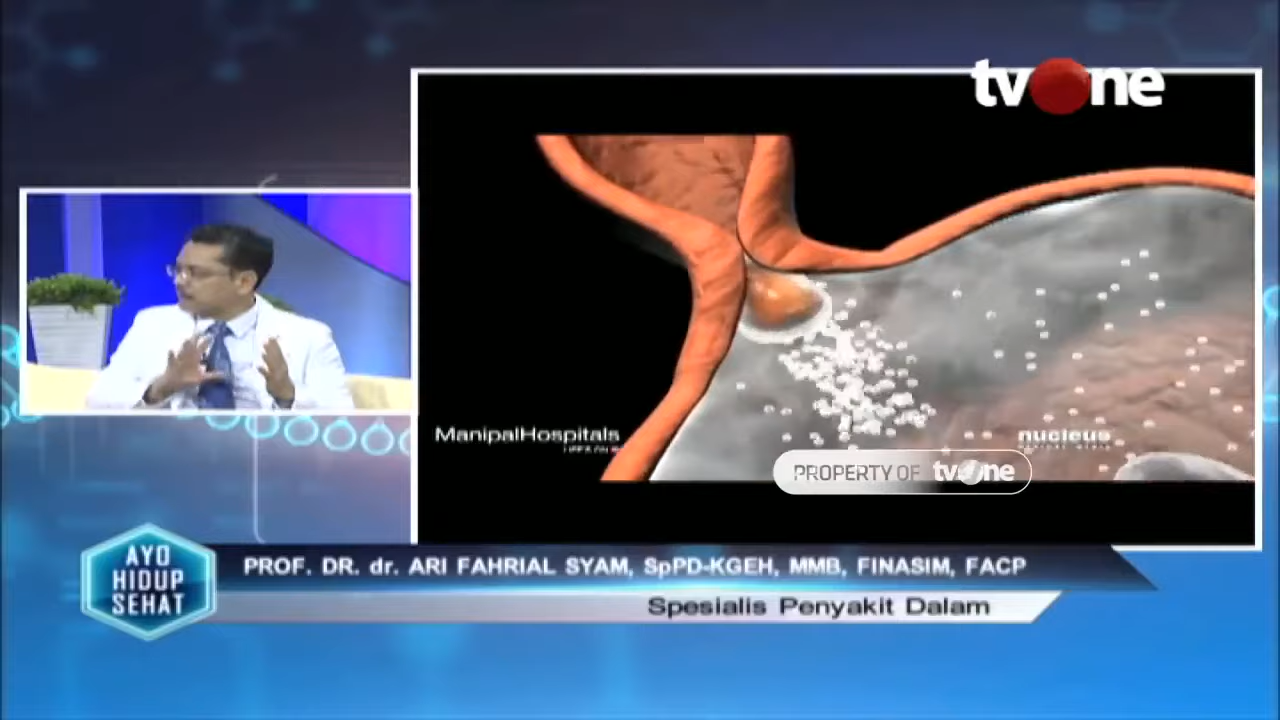 tvOne
ManipalHospitals
nucleus
PROPERTY OF tvOne
AYO
HIDUP
SEHAT
PROF. DR. dr. ARI FAHRIAL SYAM, SpPD-KGEH, MMB, FINASIM, FACP
Spesialis Penyakit Dalam